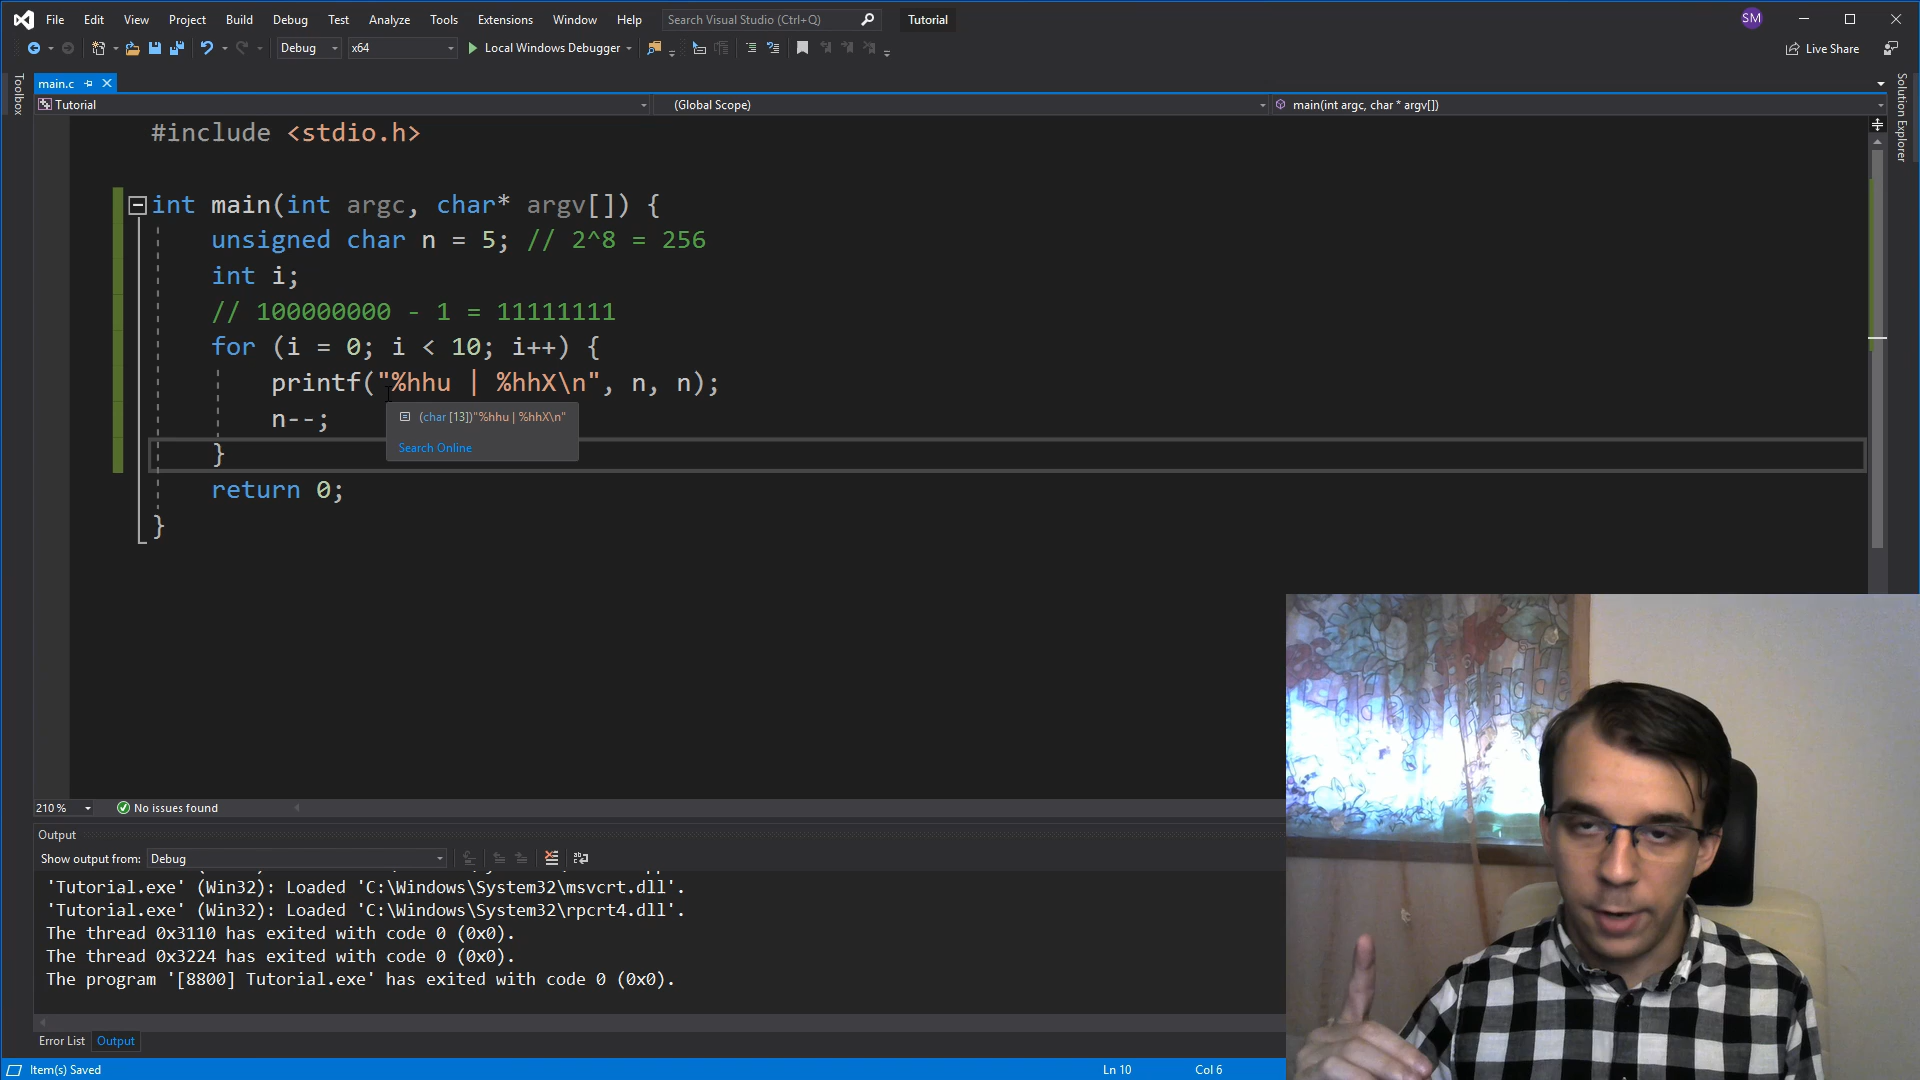 File Edit View Project Build Debug Test Analyze Tools Extensions Window Help Search Visual Studio (Ctrl+Q) Tutorial SM
Debug x64 Local Windows Debugger Live Share
Toolbox
main.c
Solution Explorer
Tutorial (Global Scope) main(int argc, char * argv[])
#include <stdio.h>
int main(int argc, char* argv[]) {
unsigned char n = 5; // 2^8 = 256
int i;
// 100000000 - 1 = 11111111
for (i = 0; i < 10; i++) {
printf("%hhu | %hhX\n", n, n);
n--;
(char [13])"%hhu | %hhX\n"
Search Online
}
return 0;
}
210 % No issues found
Output
Show output from: Debug
'Tutorial.exe' (Win32): Loaded 'C:\Windows\System32\msvcrt.dll'.
'Tutorial.exe' (Win32): Loaded 'C:\Windows\System32\rpcrt4.dll'.
The thread 0x3110 has exited with code 0 (0x0).
The thread 0x3224 has exited with code 0 (0x0).
The program '[8800] Tutorial.exe' has exited with code 0 (0x0).
Error List Output
Item(s) Saved Ln 10 Col 6